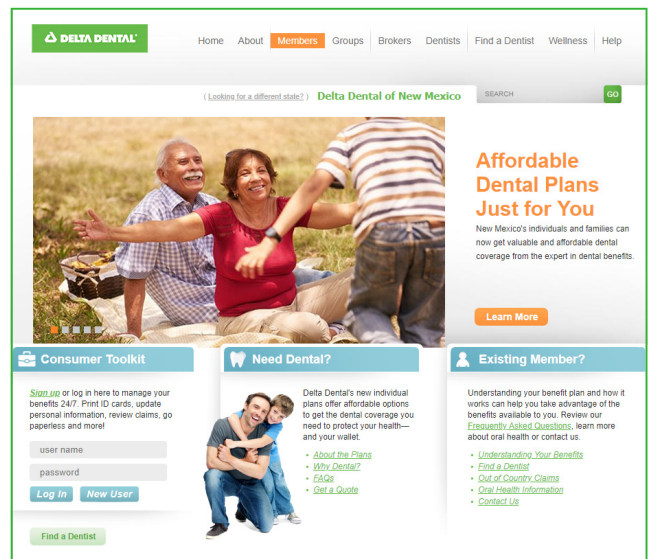 DELTA DENTAL®
Home About Members Groups Brokers Dentists Find a Dentist Wellness Help
( Looking for a different state? ) Delta Dental of New Mexico SEARCH GO
Affordable
Dental Plans
Just for You
New Mexico's individuals and families can
now get valuable and affordable dental
coverage from the expert in dental benefits.
Learn More
Consumer Toolkit
Sign up or log in here to manage your
benefits 24/7. Print ID cards, update
personal information, review claims, go
paperless and more!
user name
password
Log In New User
Find a Dentist
Need Dental?
Delta Dental's new individual
plans offer affordable options
to get the dental coverage you
need to protect your health—
and your wallet.
• About the Plans
• Why Dental?
• FAQs
• Get a Quote
Existing Member?
Understanding your benefit plan and how it
works can help you take advantage of the
benefits available to you. Review our
Frequently Asked Questions, learn more
about oral health or contact us.
• Understanding Your Benefits
• Find a Dentist
• Out of Country Claims
• Oral Health Information
• Contact Us